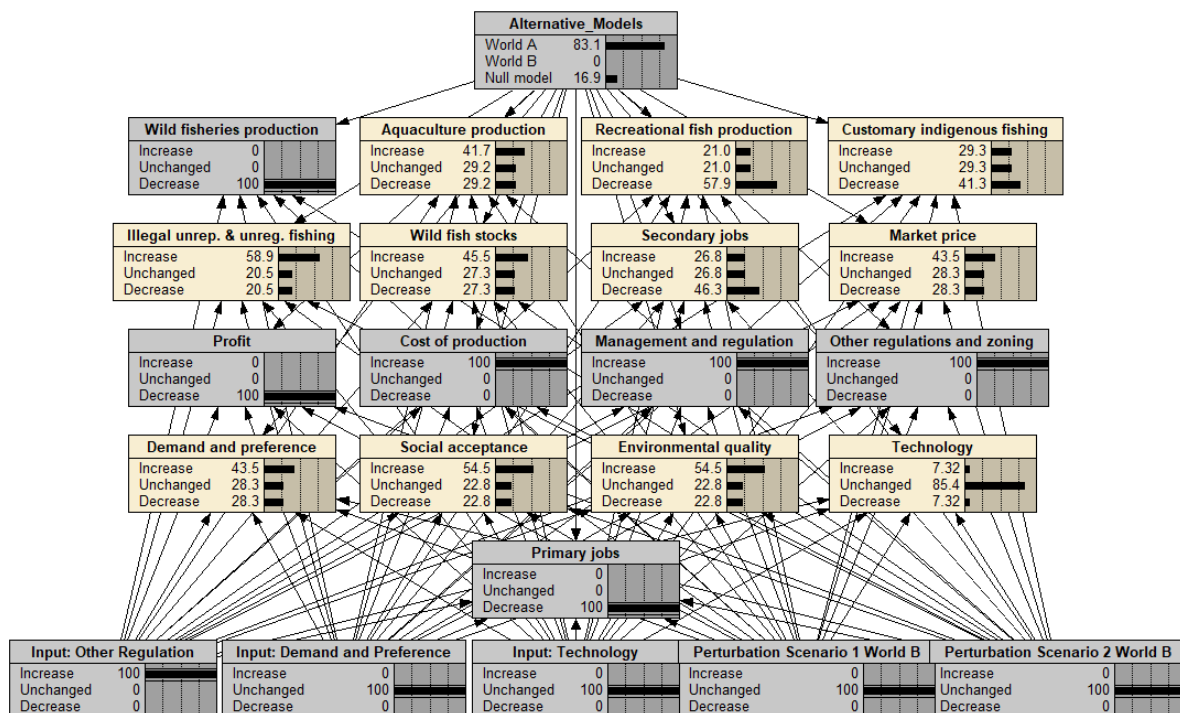 Alternative_Models
World A 83.1
World B 0
Null model 16.9
Wild fisheries production
Increase 0
Unchanged 0
Decrease 100
Aquaculture production
Increase 41.7
Unchanged 29.2
Decrease 29.2
Recreational fish production
Increase 21.0
Unchanged 21.0
Decrease 57.9
Customary indigenous fishing
Increase 29.3
Unchanged 29.3
Decrease 41.3
Illegal unrep. & unreg. fishing
Increase 58.9
Unchanged 20.5
Decrease 20.5
Wild fish stocks
Increase 45.5
Unchanged 27.3
Decrease 27.3
Secondary jobs
Increase 26.8
Unchanged 26.8
Decrease 46.3
Market price
Increase 43.5
Unchanged 28.3
Decrease 28.3
Profit
Increase 0
Unchanged 0
Decrease 100
Cost of production
Increase 100
Unchanged 0
Decrease 0
Management and regulation
Increase 100
Unchanged 0
Decrease 0
Other regulations and zoning
Increase 100
Unchanged 0
Decrease 0
Demand and preference
Increase 43.5
Unchanged 28.3
Decrease 28.3
Social acceptance
Increase 54.5
Unchanged 22.8
Decrease 22.8
Environmental quality
Increase 54.5
Unchanged 22.8
Decrease 22.8
Technology
Increase 7.32
Unchanged 85.4
Decrease 7.32
Primary jobs
Increase 0
Unchanged 0
Decrease 100
Input: Other Regulation
Increase 100
Unchanged 0
Decrease 0
Input: Demand and Preference
Increase 0
Unchanged 100
Decrease 0
Input: Technology
Increase 0
Unchanged 100
Decrease 0
Perturbation Scenario 1 World B
Increase 0
Unchanged 100
Decrease 0
Perturbation Scenario 2 World B
Increase 0
Unchanged 100
Decrease 0